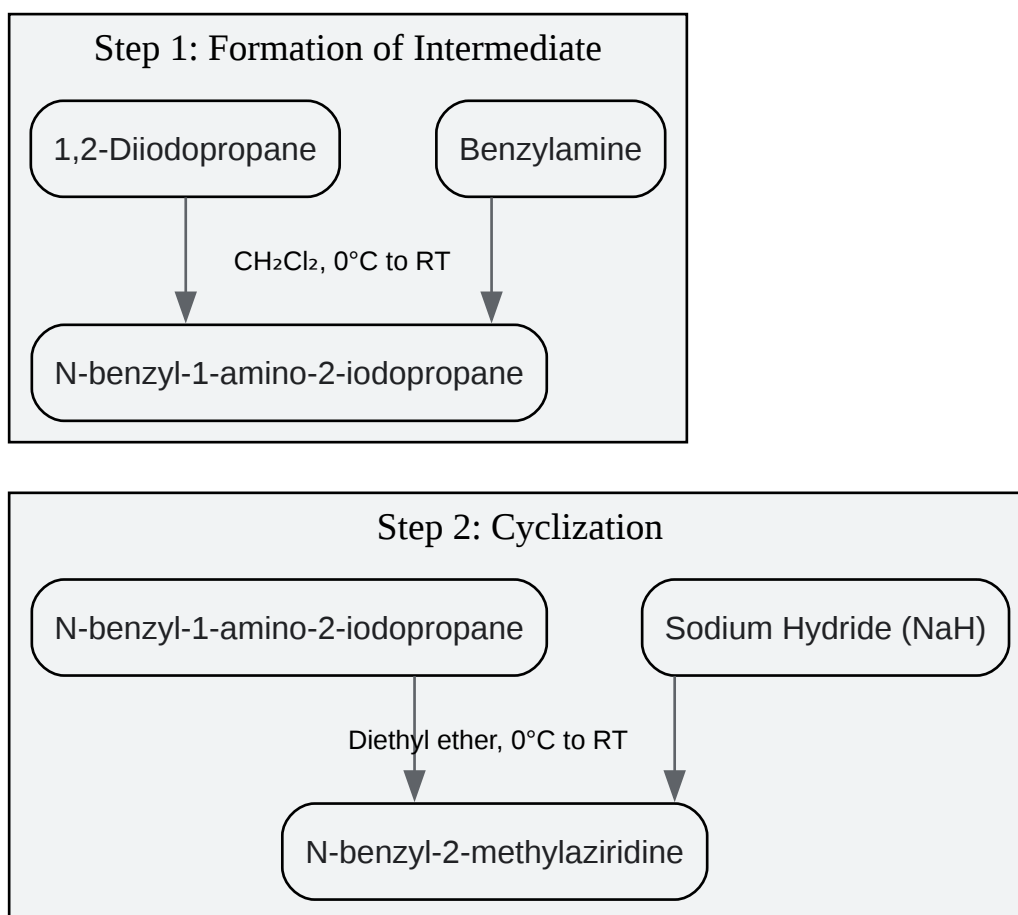 Step 1: Formation of Intermediate
1,2-Diiodopropane
Benzylamine
CH₂Cl₂, 0°C to RT
N-benzyl-1-amino-2-iodopropane
Step 2: Cyclization
N-benzyl-1-amino-2-iodopropane
Sodium Hydride (NaH)
Diethyl ether, 0°C to RT
N-benzyl-2-methylaziridine